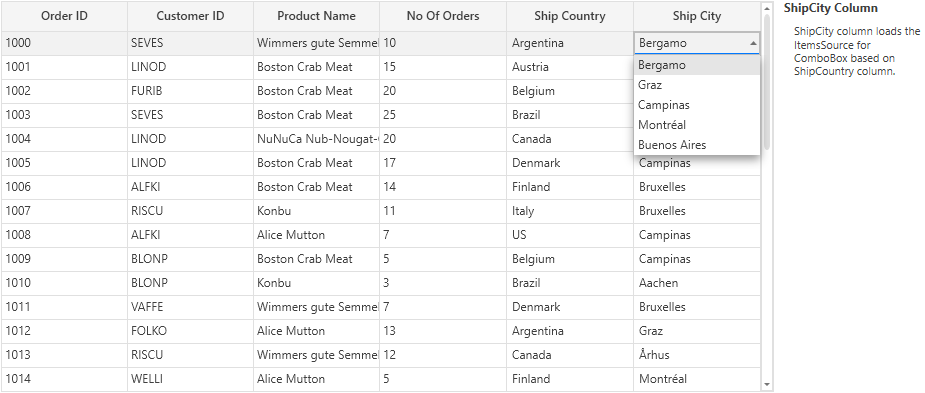 Order ID Customer ID Product Name No Of Orders Ship Country Ship City
1000 SEVES Wimmers gute Semmel 10 Argentina Bergamo
1001 LINOD Boston Crab Meat 15 Austria Bergamo
1002 FURIB Boston Crab Meat 20 Belgium Graz
1003 SEVES Boston Crab Meat 25 Brazil Campinas
1004 LINOD NuNuCa Nub-Nougat- 20 Canada Montréal
Buenos Aires
1005 LINOD Boston Crab Meat 17 Denmark Campinas
1006 ALFKI Boston Crab Meat 14 Finland Bruxelles
1007 RISCU Konbu 11 Italy Bruxelles
1008 ALFKI Alice Mutton 7 US Campinas
1009 BLONP Boston Crab Meat 5 Belgium Campinas
1010 BLONP Konbu 3 Brazil Aachen
1011 VAFFE Wimmers gute Semmel 7 Denmark Bruxelles
1012 FOLKO Alice Mutton 13 Argentina Graz
1013 RISCU Wimmers gute Semmel 12 Canada Århus
1014 WELLI Alice Mutton 5 Finland Montréal
ShipCity Column
ShipCity column loads the
ItemsSource for
ComboBox based on
ShipCountry column.